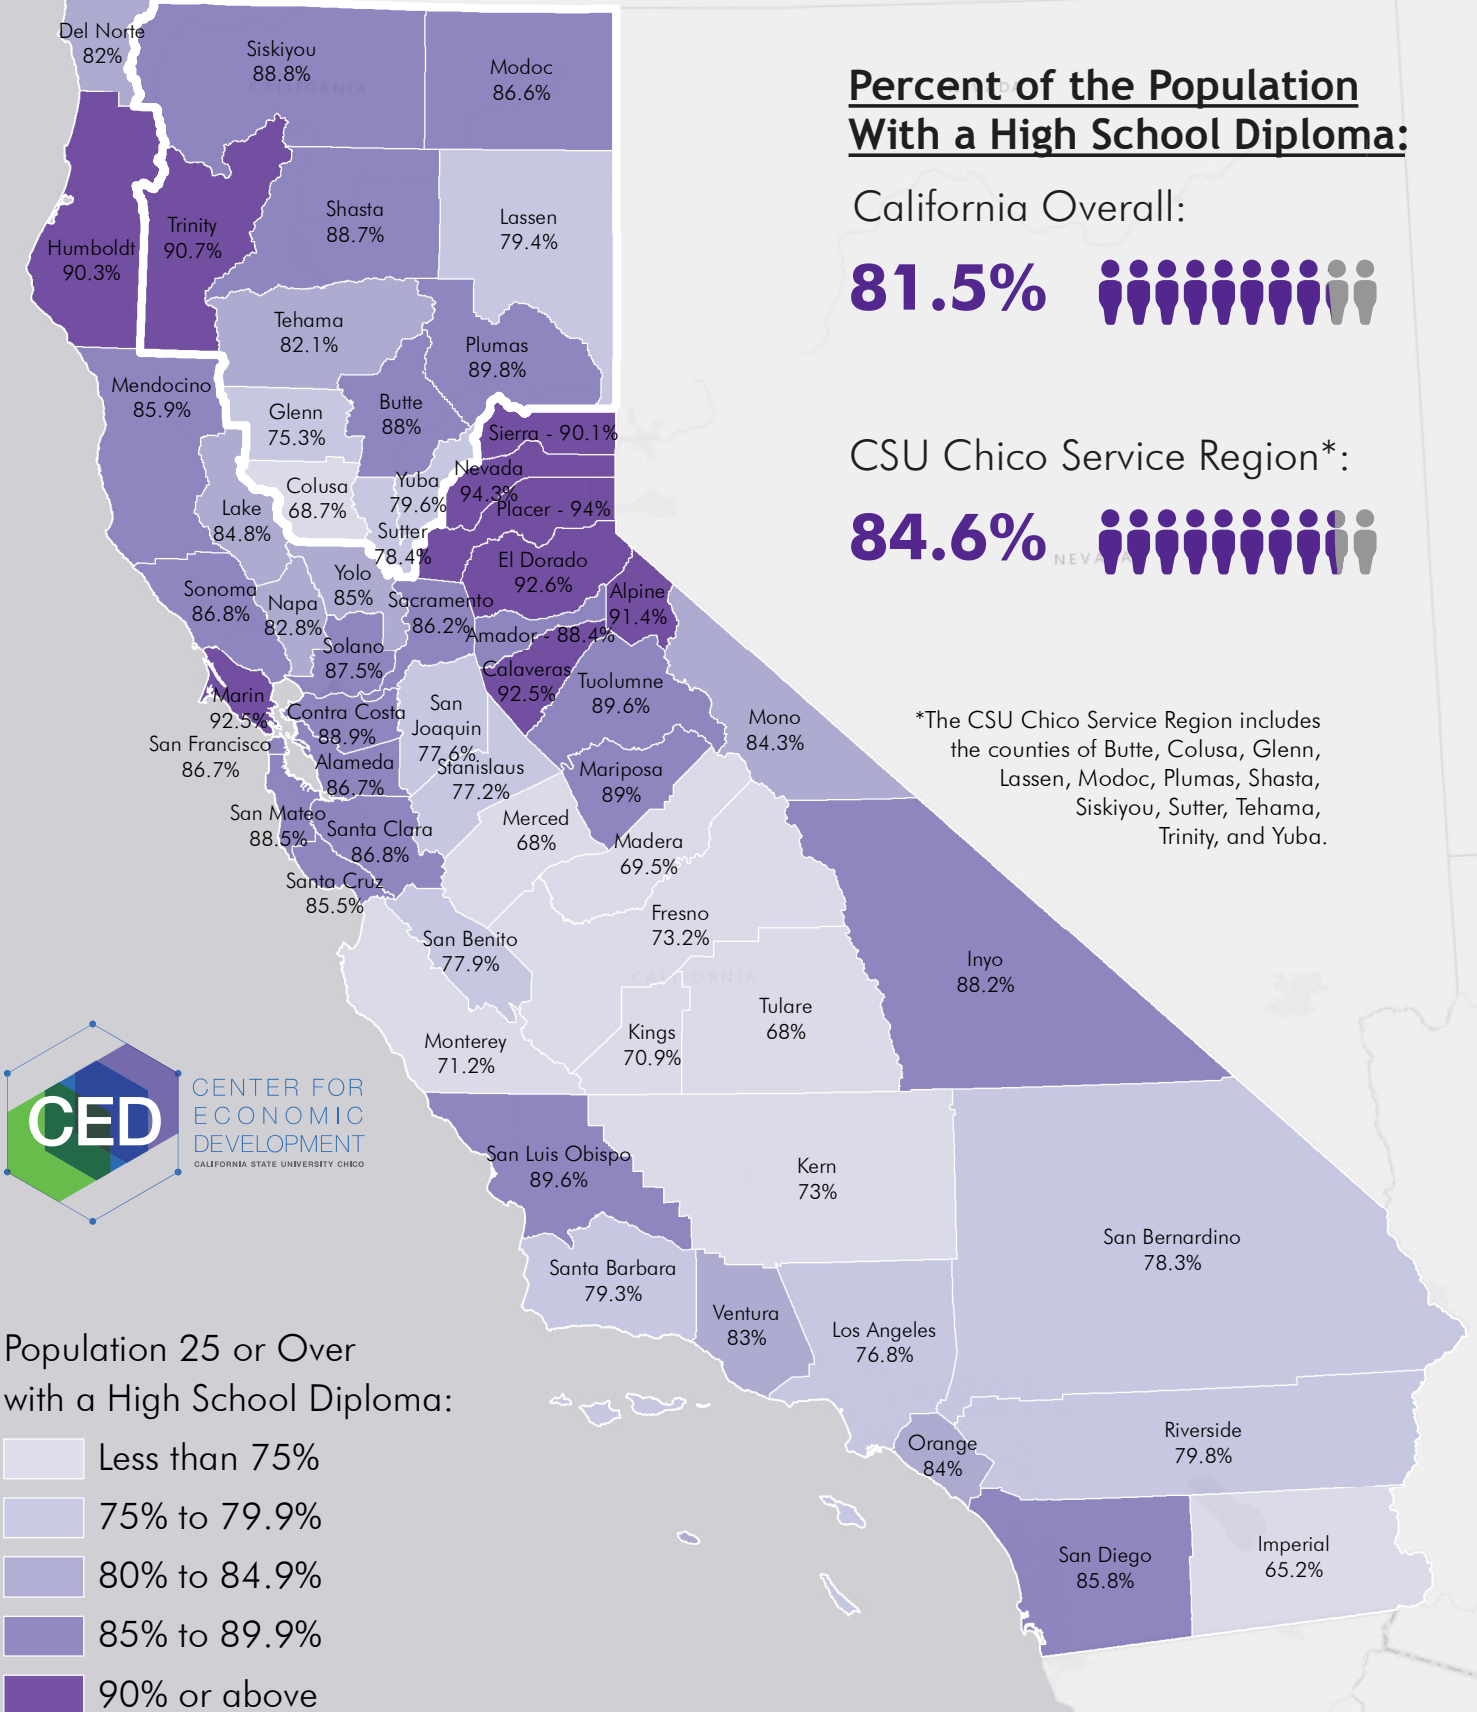 Percent of the Population
With a High School Diploma:
California Overall:
81.5%
CSU Chico Service Region*:
84.6%
*The CSU Chico Service Region includes
the counties of Butte, Colusa, Glenn,
Lassen, Modoc, Plumas, Shasta,
Siskiyou, Sutter, Tehama,
Trinity, and Yuba.
Del Norte
82%
Siskiyou
88.8%
Modoc
86.6%
CALIFORNIA
NEVADA
Humboldt
90.3%
Trinity
90.7%
Shasta
88.7%
Lassen
79.4%
Tehama
82.1%
Plumas
89.8%
Mendocino
85.9%
Glenn
75.3%
Butte
88%
Sierra - 90.1%
Nevada
94.3%
Placer - 94%
Colusa
68.7%
Yuba
79.6%
Lake
84.8%
Sutter
78.4%
El Dorado
92.6%
NEVADA
Yolo
85%
Sonoma
86.8%
Napa
82.8%
Sacramento
86.2%
Alpine
91.4%
Amador - 88.4%
Solano
87.5%
Calaveras
92.5%
Tuolumne
89.6%
Marin
92.5%
Contra Costa
88.9%
San
Joaquin
77.6%
Mono
84.3%
San Francisco
86.7%
Alameda
86.7%
Stanislaus
77.2%
Mariposa
89%
San Mateo
88.5%
Santa Clara
86.8%
Merced
68%
Madera
69.5%
Santa Cruz
85.5%
Fresno
73.2%
San Benito
77.9%
Inyo
88.2%
CALIFORNIA
Tulare
68%
Kings
70.9%
Monterey
71.2%
CED
CENTER FOR
ECONOMIC
DEVELOPMENT
CALIFORNIA STATE UNIVERSITY CHICO
San Luis Obispo
89.6%
Kern
73%
San Bernardino
78.3%
Santa Barbara
79.3%
Ventura
83%
Los Angeles
76.8%
Orange
84%
Riverside
79.8%
San Diego
85.8%
Imperial
65.2%
Population 25 or Over
with a High School Diploma:
Less than 75%
75% to 79.9%
80% to 84.9%
85% to 89.9%
90% or above